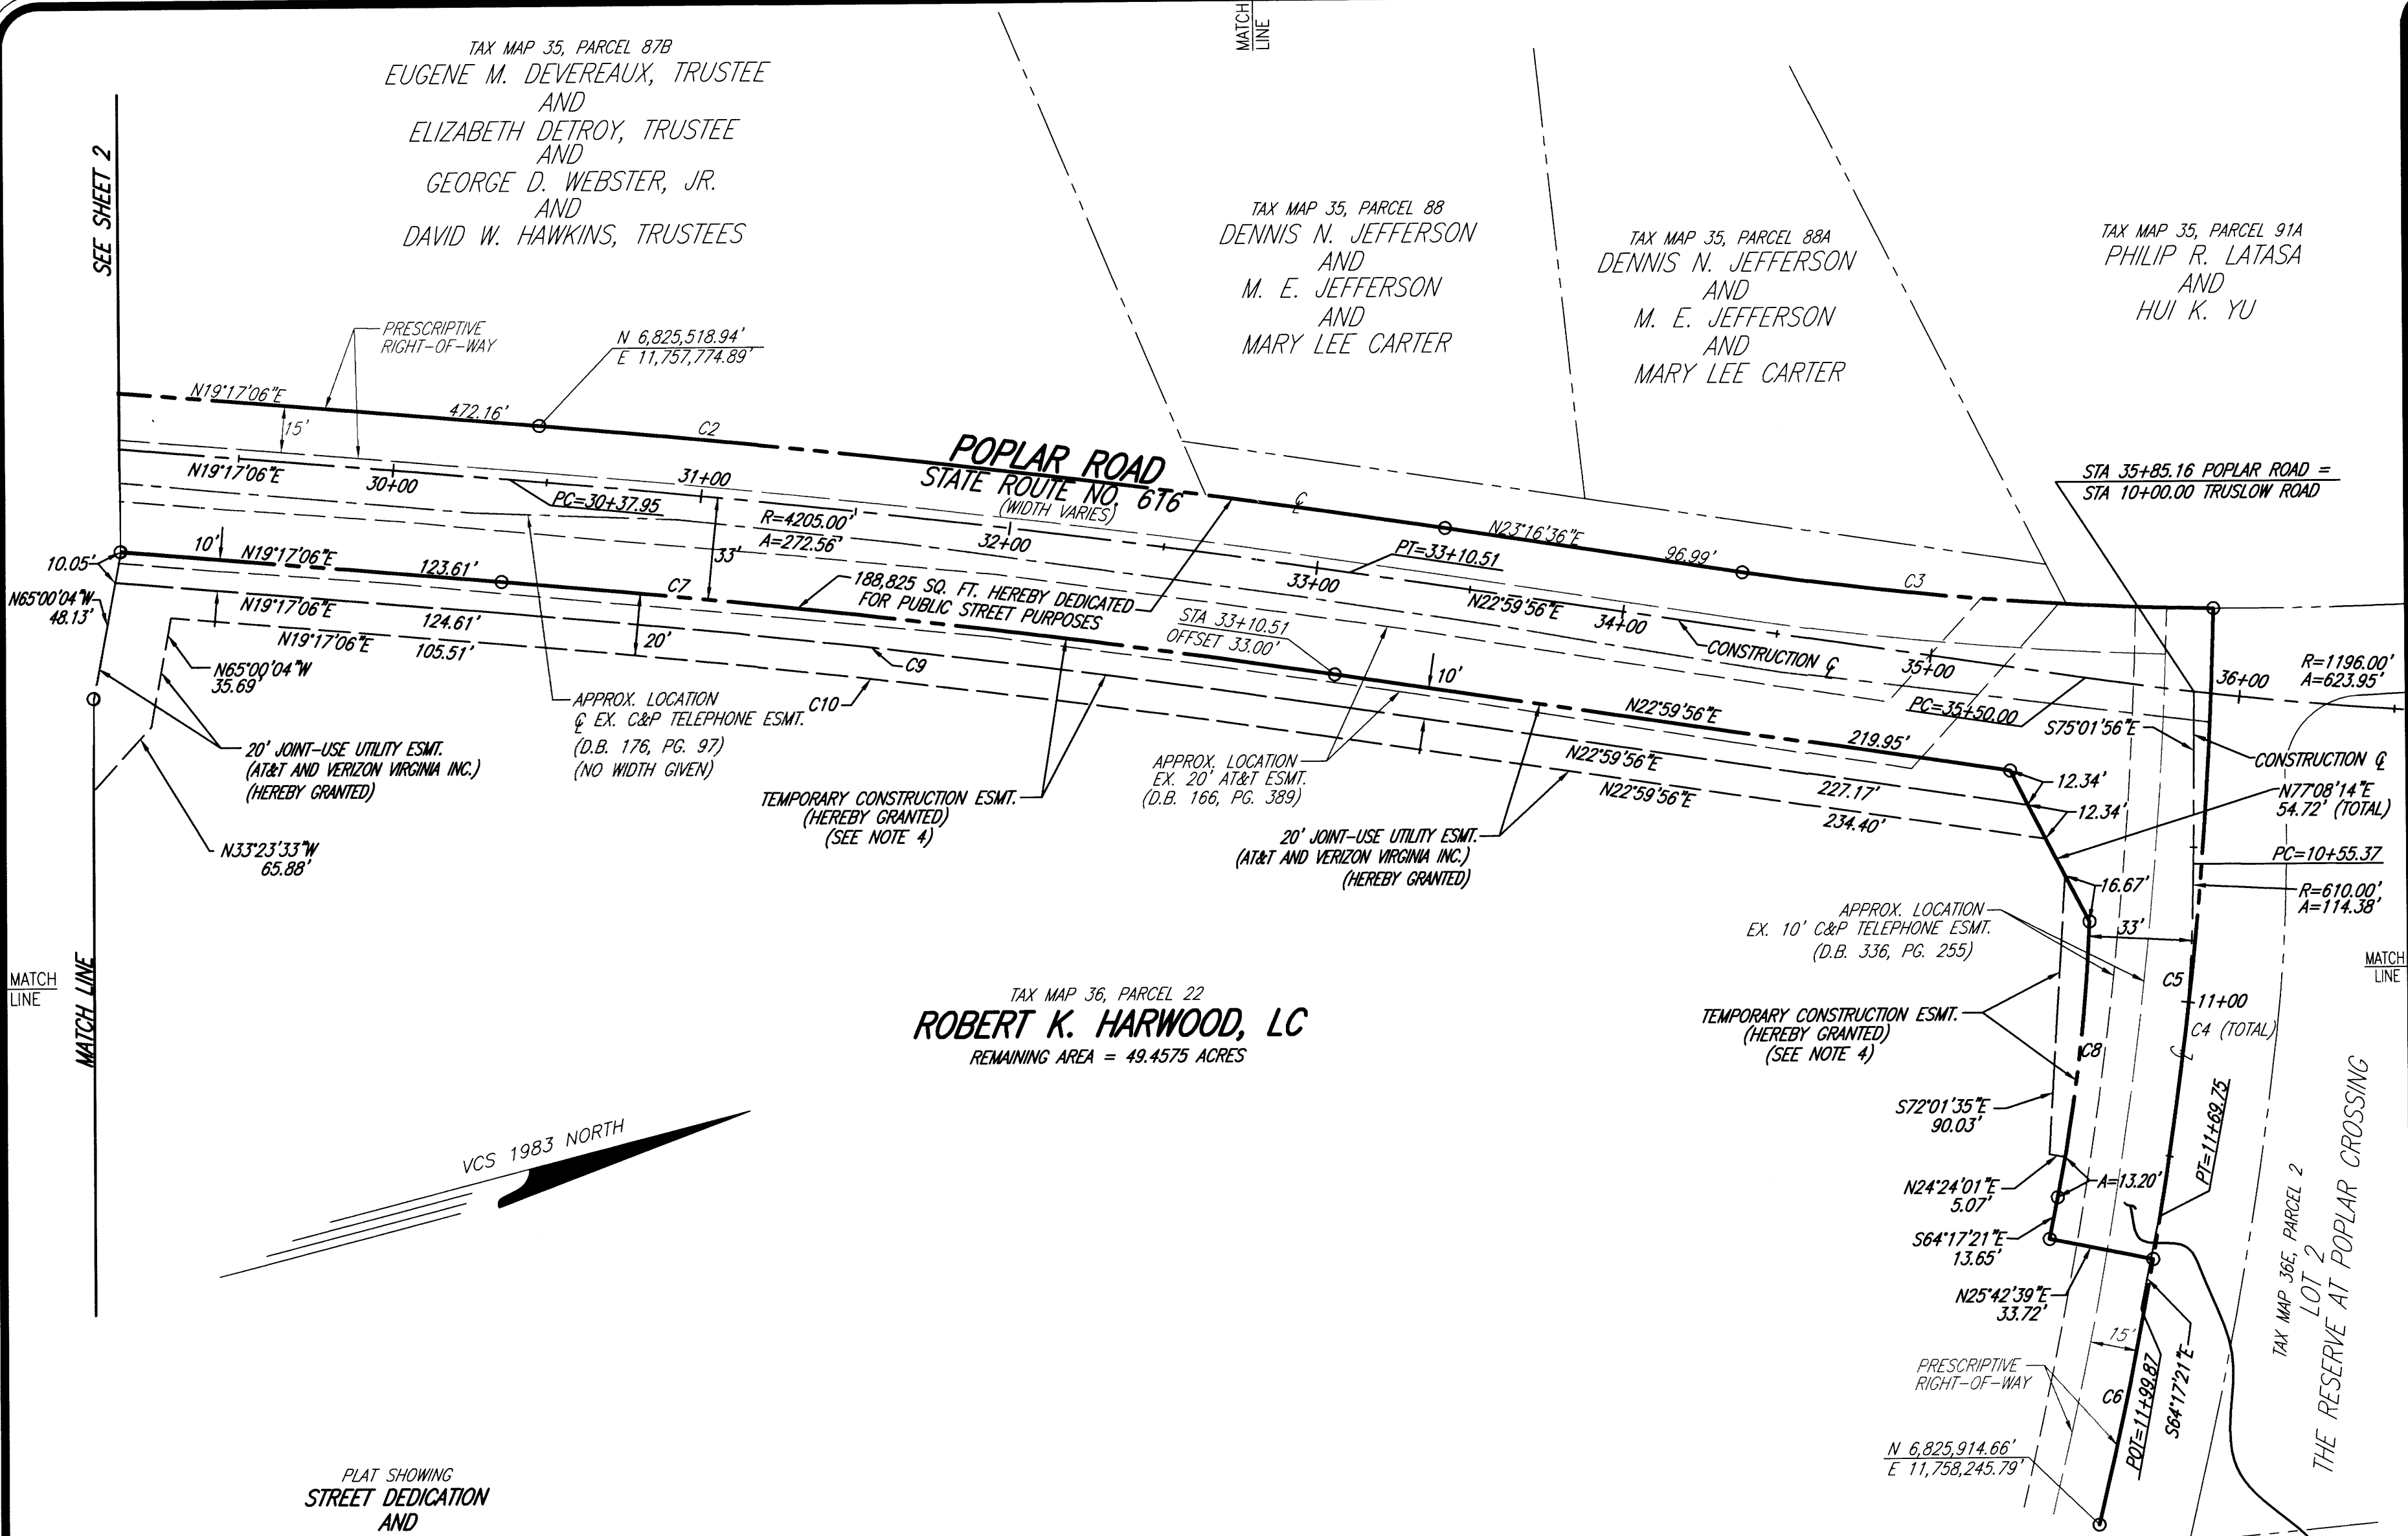 MATCH
LINE
TAX MAP 35, PARCEL 87B
EUGENE M. DEVEREAUX, TRUSTEE
AND
ELIZABETH DETROY, TRUSTEE
AND
GEORGE D. WEBSTER, JR.
AND
DAVID W. HAWKINS, TRUSTEES
SEE SHEET 2
TAX MAP 35, PARCEL 88
DENNIS N. JEFFERSON
AND
M. E. JEFFERSON
AND
MARY LEE CARTER
TAX MAP 35, PARCEL 88A
DENNIS N. JEFFERSON
AND
M. E. JEFFERSON
AND
MARY LEE CARTER
TAX MAP 35, PARCEL 91A
PHILIP R. LATASA
AND
HUI K. YU
PRESCRIPTIVE
RIGHT-OF-WAY
N 6,825,518.94'
E 11,757,774.89'
N19°17'06"E
472.16'
15'
C2
POPLAR ROAD
STATE ROUTE NO. 616
(WIDTH VARIES)
℄
N23°16'36"E
96.99'
C3
STA 35+85.16 POPLAR ROAD =
STA 10+00.00 TRUSLOW ROAD
N19°17'06"E
30+00
PC=30+37.95
31+00
R=4205.00'
A=272.56'
33'
32+00
PT=33+10.51
33+00
N22°59'56"E
34+00
CONSTRUCTION ℄
35+00
PC=35+50.00
36+00
R=1196.00'
A=623.95'
S75°01'56"E
CONSTRUCTION ℄
10.05'
10'
N19°17'06"E
123.61'
C7
188,825 SQ. FT. HEREBY DEDICATED
FOR PUBLIC STREET PURPOSES
STA 33+10.51
OFFSET 33.00'
10'
N22°59'56"E
219.95'
12.34'
N77°08'14"E
54.72' (TOTAL)
12.34'
N65°00'04"W
48.13'
N19°17'06"E
124.61'
20'
C9
N22°59'56"E
227.17'
N19°17'06"E
105.51'
C10
N22°59'56"E
234.40'
N65°00'04"W
35.69'
APPROX. LOCATION
℄ EX. C&P TELEPHONE ESMT.
(D.B. 176, PG. 97)
(NO WIDTH GIVEN)
20' JOINT-USE UTILITY ESMT.
(AT&T AND VERIZON VIRGINIA INC.)
(HEREBY GRANTED)
TEMPORARY CONSTRUCTION ESMT.
(HEREBY GRANTED)
(SEE NOTE 4)
APPROX. LOCATION
EX. 20' AT&T ESMT.
(D.B. 166, PG. 389)
20' JOINT-USE UTILITY ESMT.
(AT&T AND VERIZON VIRGINIA INC.)
(HEREBY GRANTED)
N33°23'33"W
65.88'
PC=10+55.37
R=610.00'
A=114.38'
16.67'
33'
APPROX. LOCATION
EX. 10' C&P TELEPHONE ESMT.
(D.B. 336, PG. 255)
MATCH
LINE
MATCH LINE
MATCH
LINE
C5
11+00
C4 (TOTAL)
℄
TAX MAP 36, PARCEL 22
ROBERT K. HARWOOD, LC
REMAINING AREA = 49.4575 ACRES
TEMPORARY CONSTRUCTION ESMT.
(HEREBY GRANTED)
(SEE NOTE 4)
C8
S72°01'35"E
90.03'
PT=11+69.75
VCS 1983 NORTH
N24°24'01"E
5.07'
A=13.20'
S64°17'21"E
13.65'
N25°42'39"E
33.72'
15'
PRESCRIPTIVE
RIGHT-OF-WAY
C6
POT=11+99.87
S64°17'21"E
TAX MAP 36E, PARCEL 2
LOT 2
THE RESERVE AT POPLAR CROSSING
N 6,825,914.66'
E 11,758,245.79'
PLAT SHOWING
STREET DEDICATION
AND